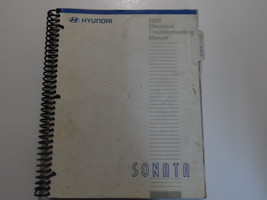 HYUNDAI
Electrical
Troubleshooting
Manual
SONATA